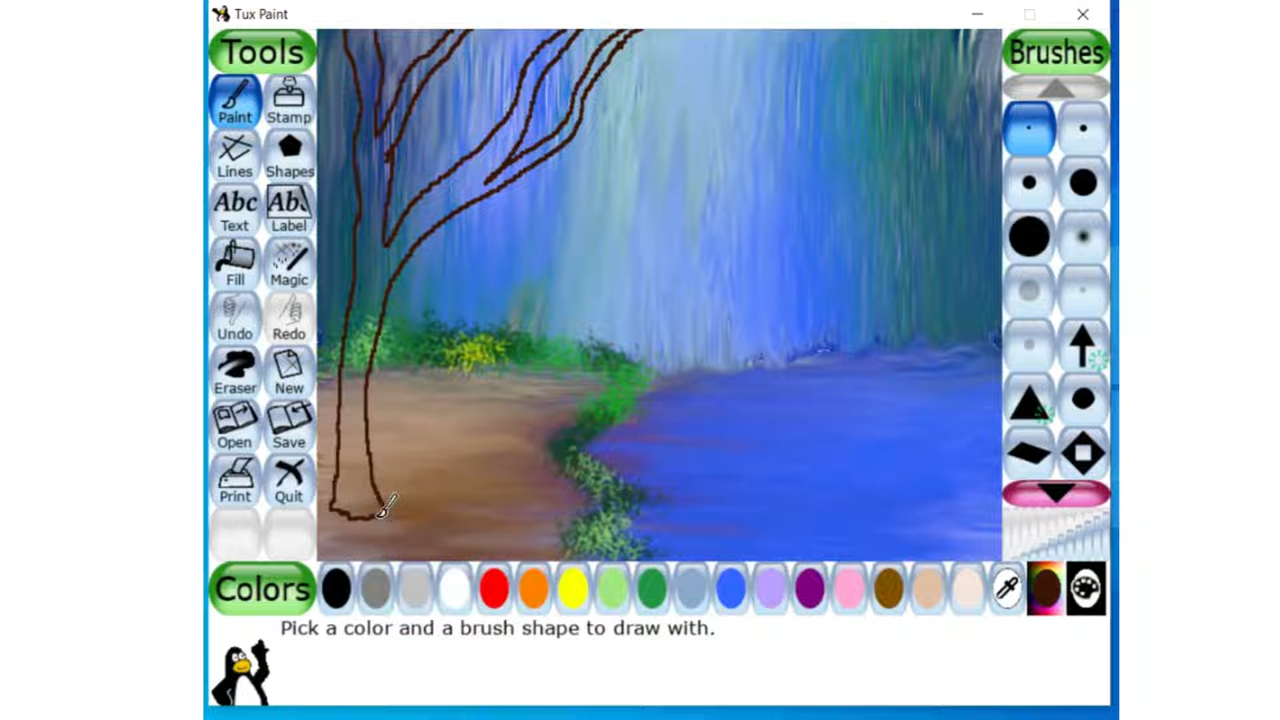 Tux Paint
Tools
Brushes
Paint
Stamp
Lines
Shapes
Abc
Text
Abc
Label
Fill
Magic
Undo
Redo
Eraser
New
Open
Save
Print
Quit
Colors
Pick a color and a brush shape to draw with.